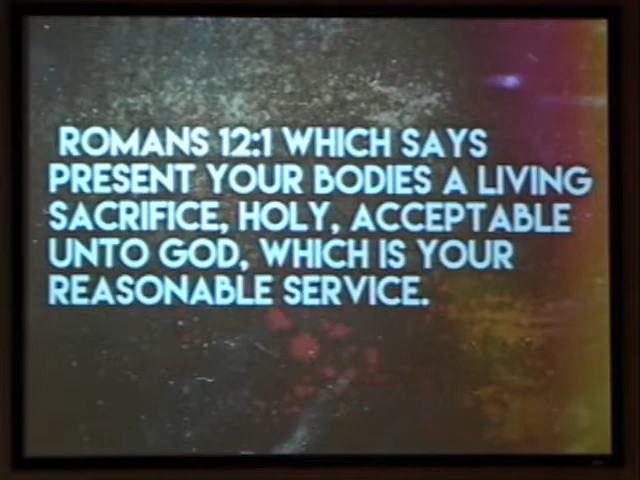 ROMANS 12:1 WHICH SAYS
PRESENT YOUR BODIES A LIVING
SACRIFICE, HOLY, ACCEPTABLE
UNTO GOD, WHICH IS YOUR
REASONABLE SERVICE.